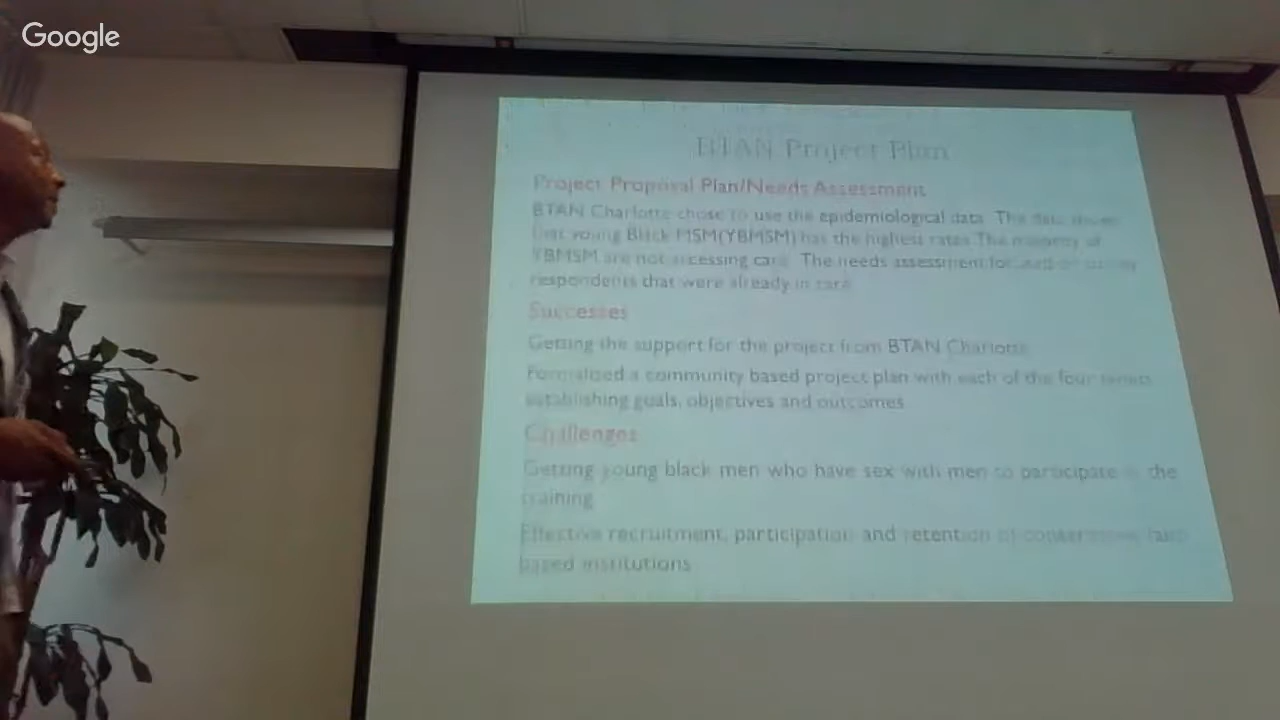 Google
BTAN Project Plan
Project Proposal Plan/Needs Assessment
BTAN Charlotte chose to use the epidemiological data. The data
that young Black MSM(YBMSM) has the highest rates The majority of
YBMSM are not accessing care. The needs assessment
respondents that were already in care
Successes
Getting the support for the project from BTAN Charlotte
Formalized a community based project plan with each of the four
establishing goals, objectives and outcomes.
Challenges
Getting young black men who have sex with men to participate in the
training
Effective recruitment, participation and retention of
based institutions